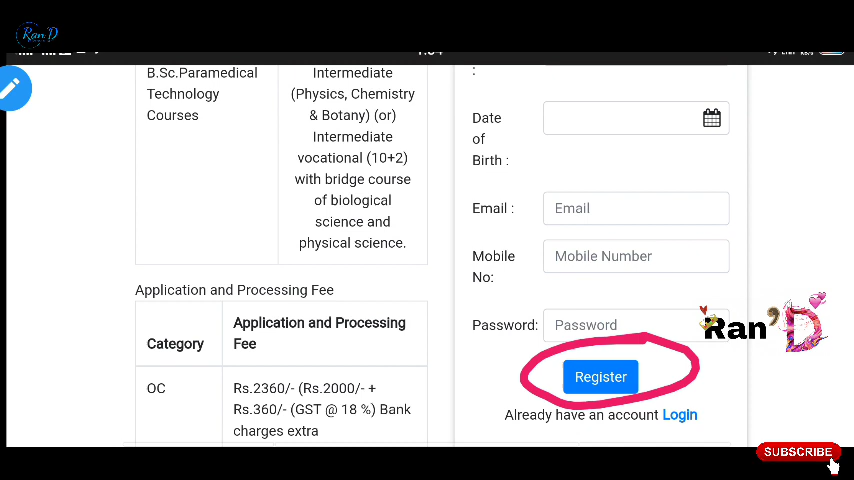 Ran D
B.Sc.Paramedical
Technology
Courses
Intermediate
(Physics, Chemistry
& Botany) (or)
Intermediate
vocational (10+2)
with bridge course
of biological
science and
physical science.
Application and Processing Fee
Category
Application and Processing
Fee
OC
Rs.2360/- (Rs.2000/- +
Rs.360/- (GST @ 18 %) Bank
charges extra
:
Date
of
Birth :
Email :
Email
Mobile
No:
Mobile Number
Password:
Password
Ran'D
Register
Already have an account Login
SUBSCRIBE